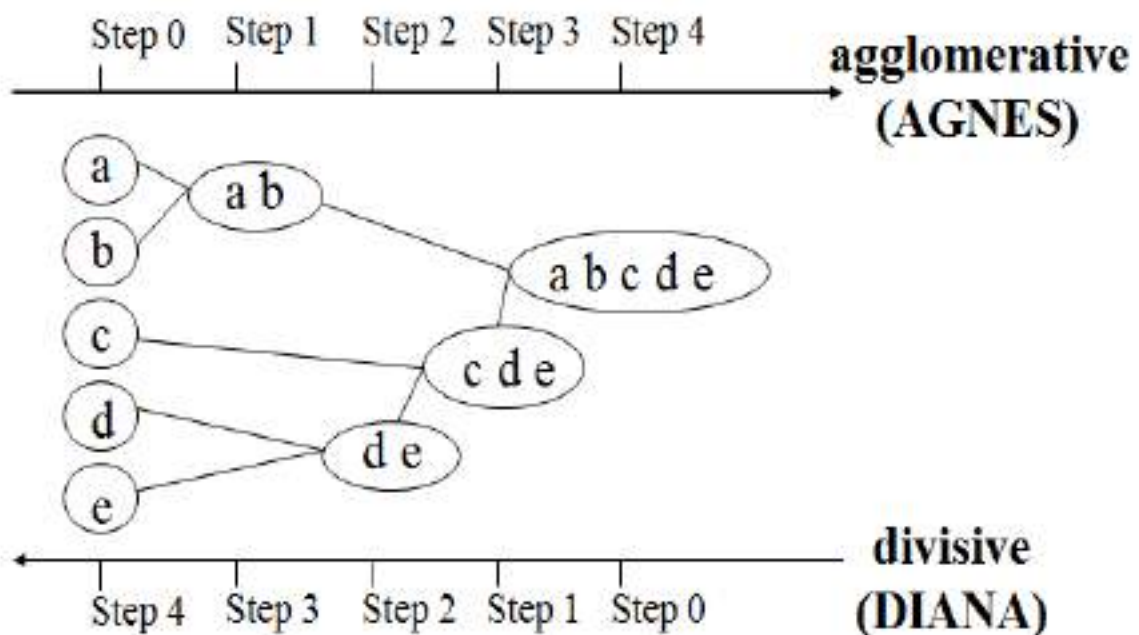 Step 0 Step 1 Step 2 Step 3 Step 4
agglomerative
(AGNES)
a
a b
b
a b c d e
c
c d e
d
d e
e
divisive
(DIANA)
Step 4 Step 3 Step 2 Step 1 Step 0